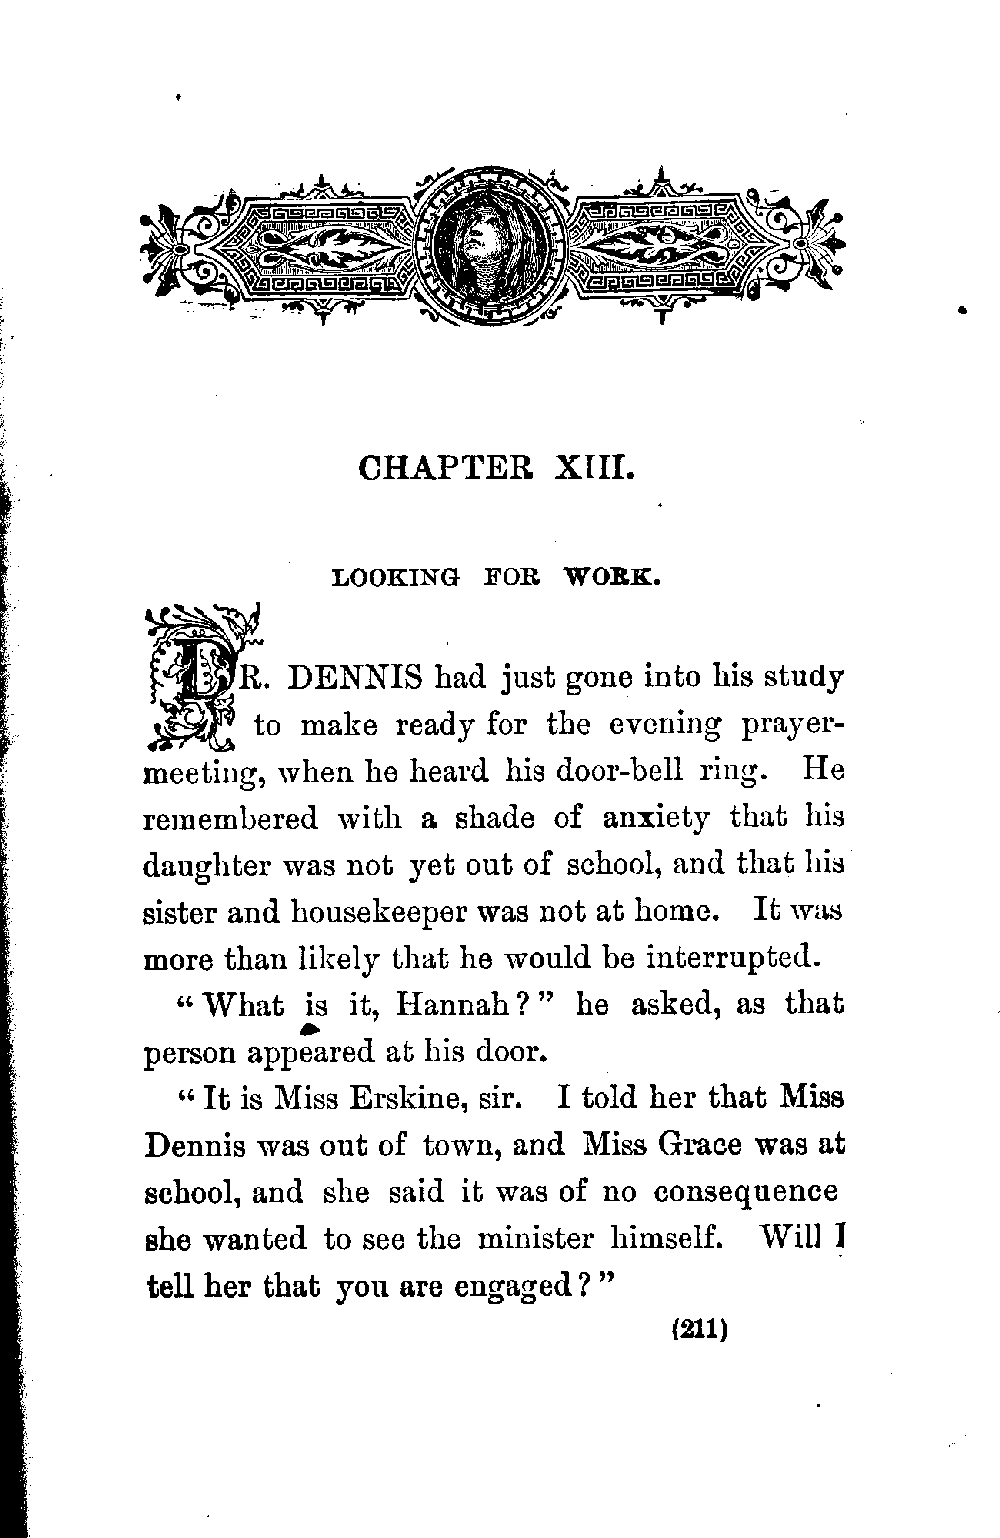 CHAPTER XIII.
LOOKING FOR WORK.
DR. DENNIS had just gone into his study
to make ready for the evening prayer-
meeting, when he heard his door-bell ring. He
remembered with a shade of anxiety that his
daughter was not yet out of school, and that his
sister and housekeeper was not at home. It was
more than likely that he would be interrupted.
“What is it, Hannah?” he asked, as that
person appeared at his door.
“It is Miss Erskine, sir. I told her that Miss
Dennis was out of town, and Miss Grace was at
school, and she said it was of no consequence
she wanted to see the minister himself. Will I
tell her that you are engaged?”
(211)